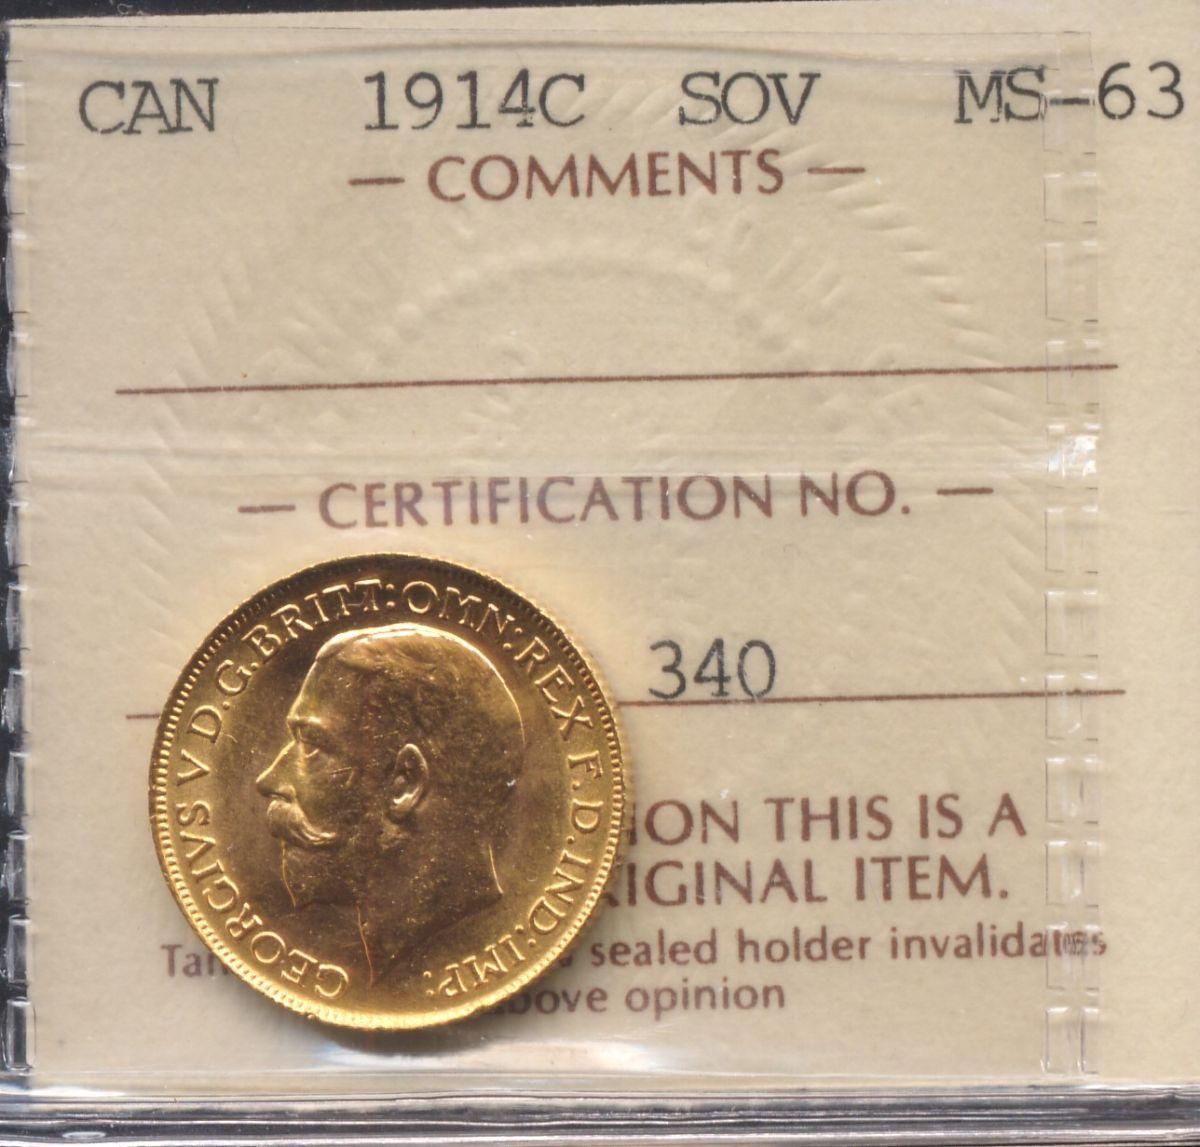 CAN 1914C SOV MS-63
— COMMENTS —
— CERTIFICATION NO. —
340
GEORGIVS V D.G.BRITT:OMN:REX F.D.IND:IMP:
ION THIS IS A
RIGINAL ITEM.
Tam sealed holder invalidates
bove opinion